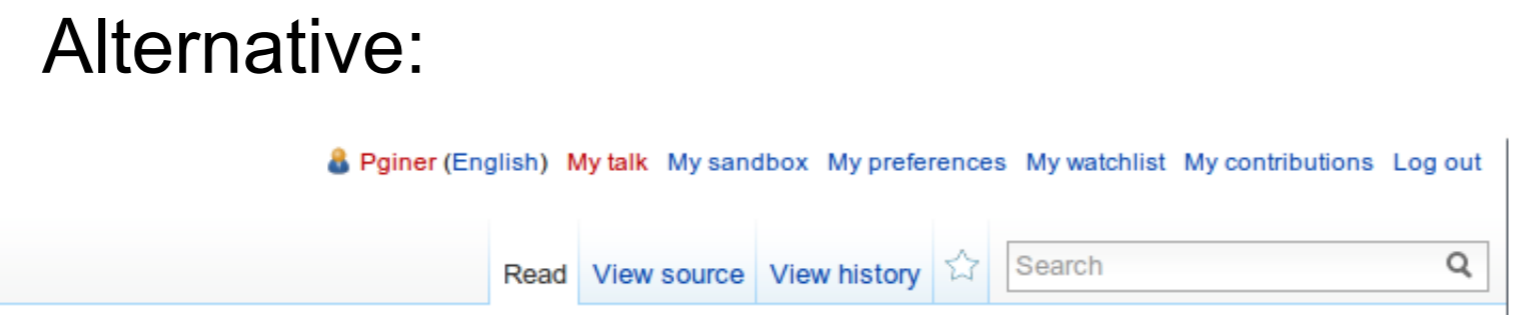 Alternative:
Pginer (English) My talk My sandbox My preferences My watchlist My contributions Log out
Read View source View history Search